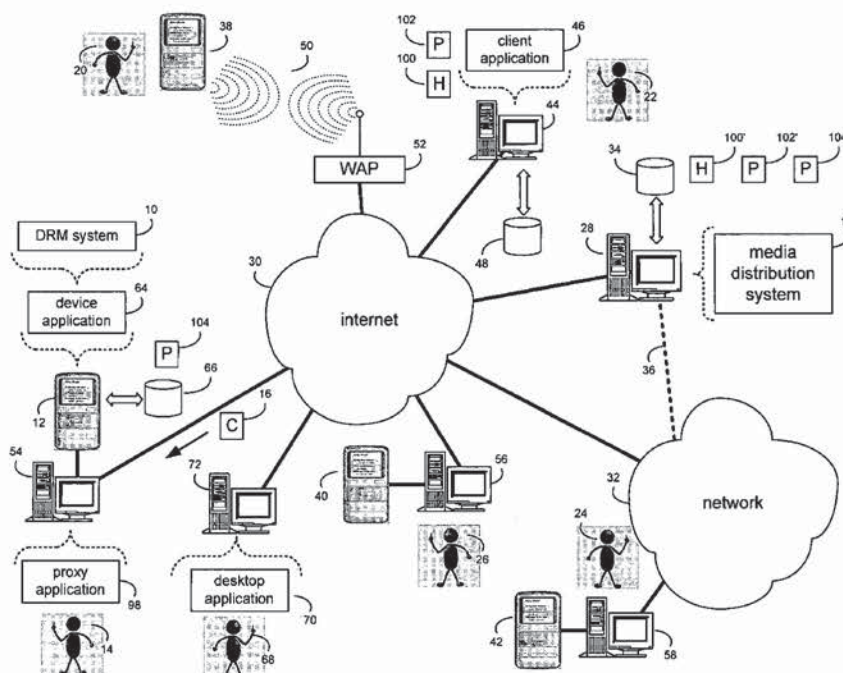 20
38
50
102
P
100
H
client
application
46
44
22
34
100'
102'
104
H
P
P
WAP
52
10
DRM system
device
application
64
30
internet
48
28
media
distribution
system
104
P
66
12
16
C
36
54
72
40
56
32
network
24
26
proxy
application
98
14
desktop
application
70
68
42
58